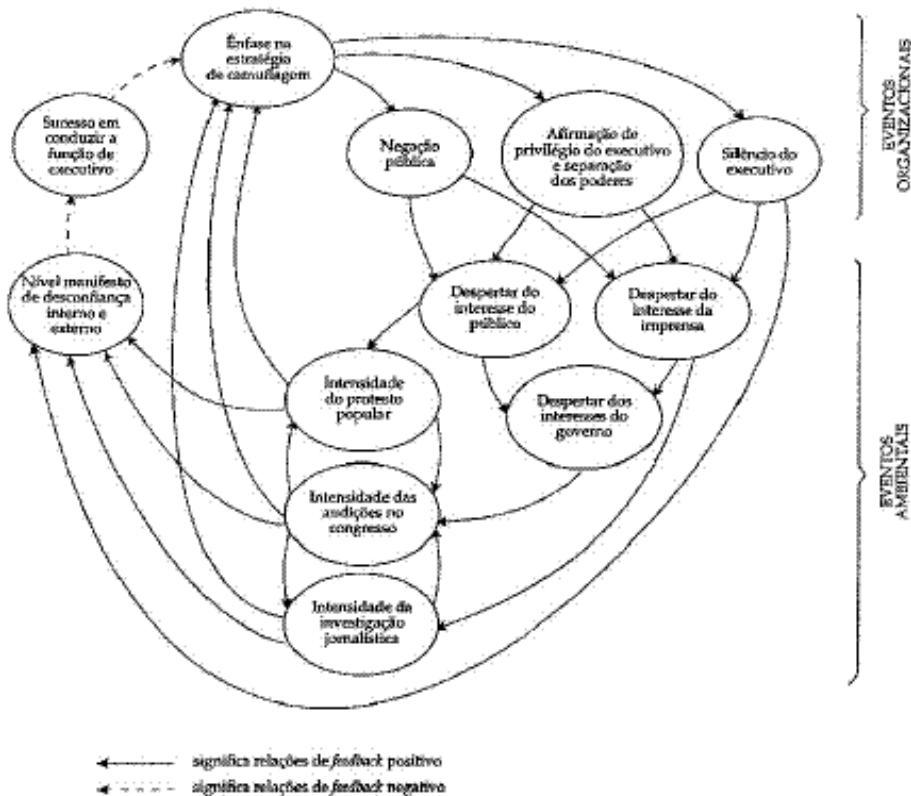 Ênfase na
estratégia
de camuflagem
Sucesso em
conduzir a
função de
executivo
Negação
pública
Afirmação de
privilégio do executivo
e separação
dos poderes
Silêncio do
executivo
EVENTOS
ORGANIZACIONAIS
Nível manifesto
de desconfiança
interno e
externo
Despertar do
interesse do
público
Despertar do
interesse da
imprensa
Intensidade
do protesto
popular
Despertar dos
interesses do
governo
Intensidade das
audições no
congresso
Intensidade da
investigação
jornalística
EVENTOS
AMBIENTAIS
significa relações de feedback positivo
significa relações de feedback negativo